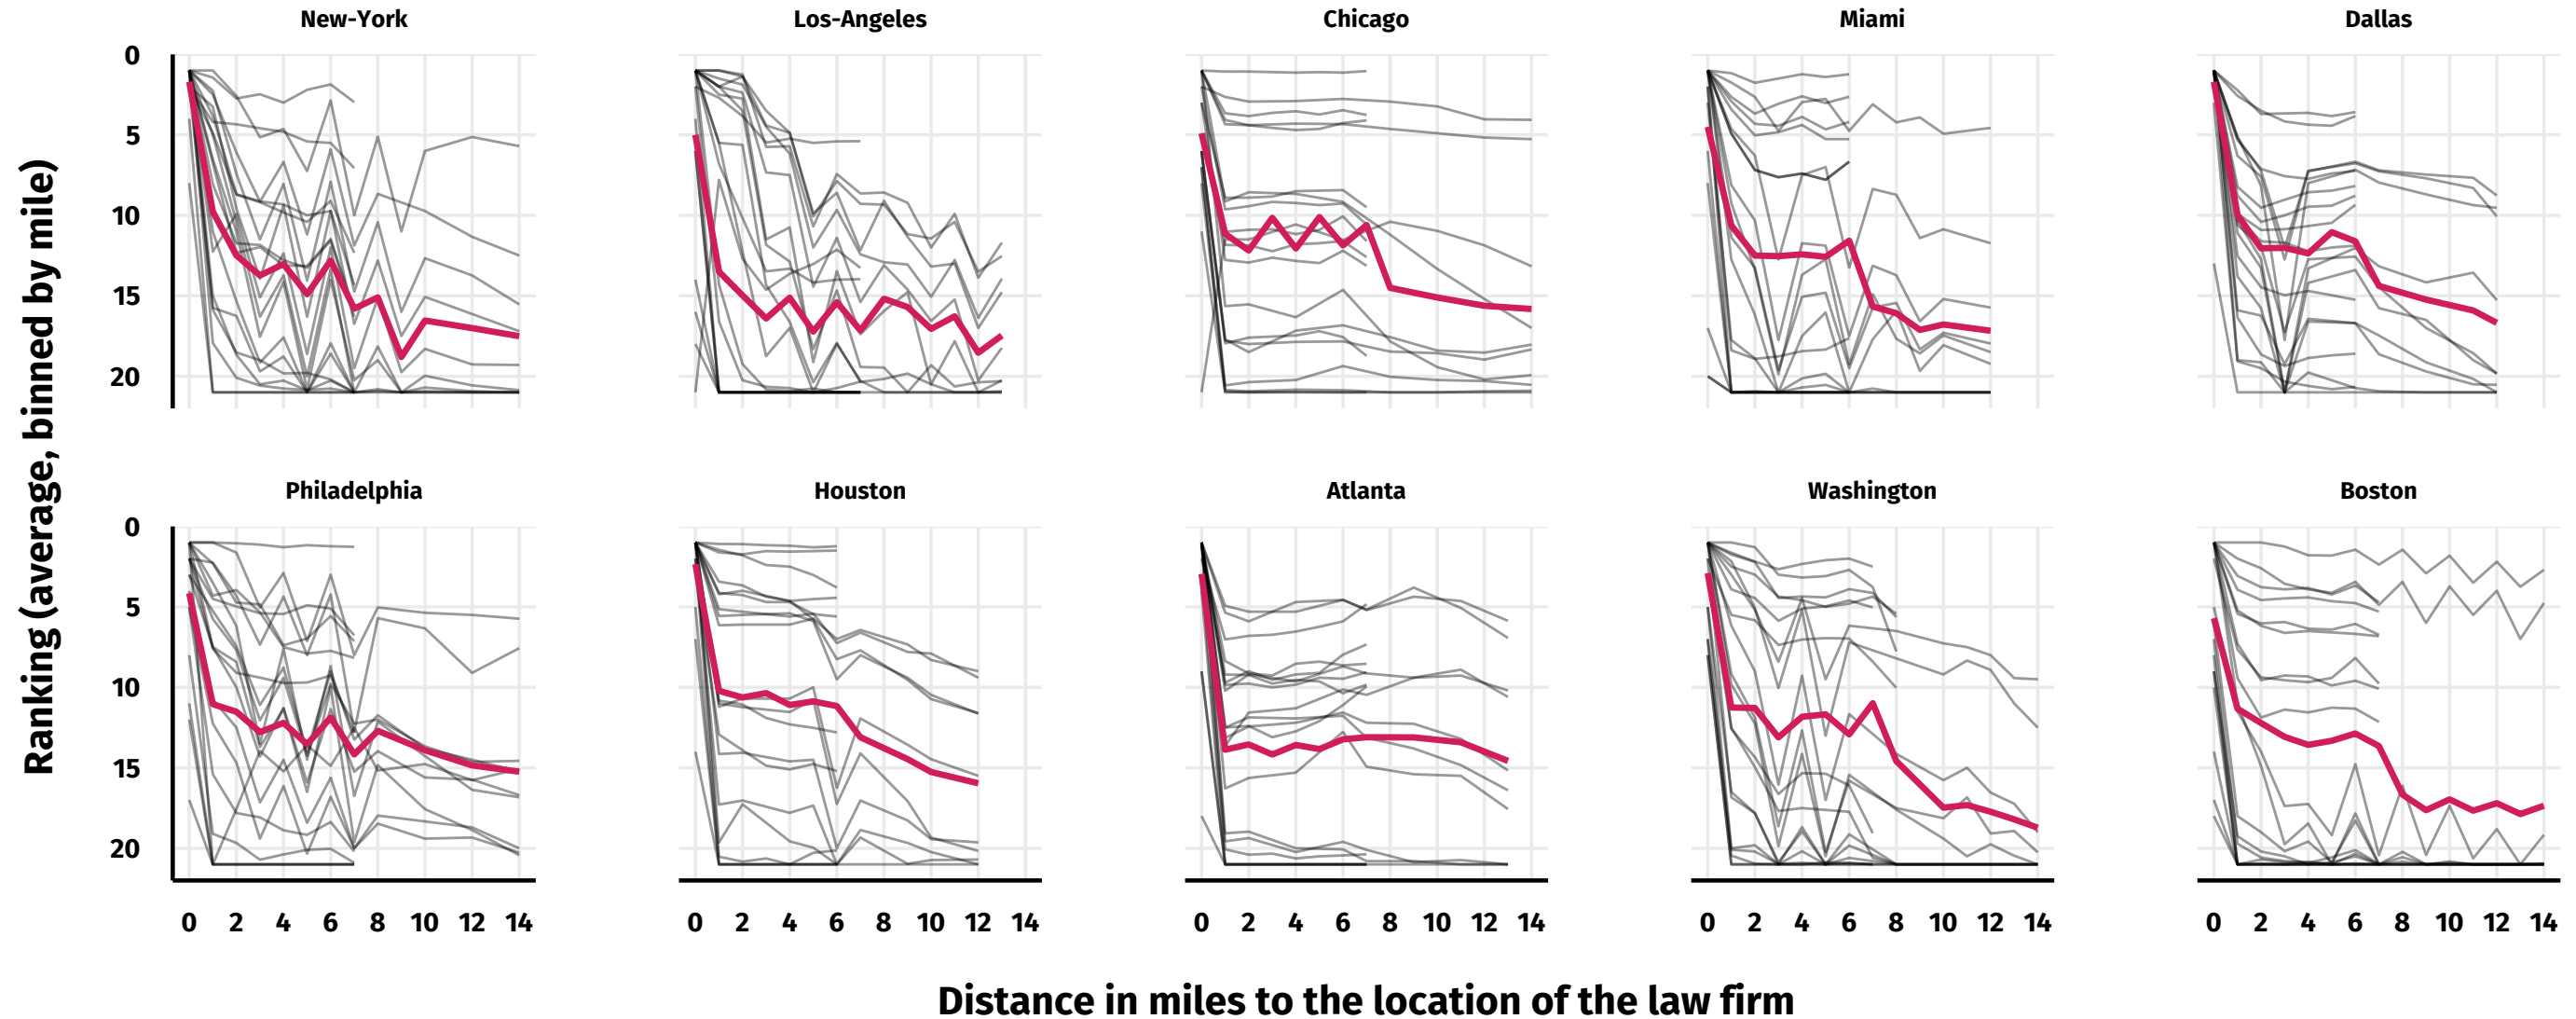 New-York
Los-Angeles
Chicago
Miami
Dallas
0
5
10
15
20
Ranking (average, binned by mile)
Philadelphia
Houston
Atlanta
Washington
Boston
0
5
10
15
20
0 2 4 6 8 10 12 14
0 2 4 6 8 10 12 14
0 2 4 6 8 10 12 14
0 2 4 6 8 10 12 14
0 2 4 6 8 10 12 14
Distance in miles to the location of the law firm